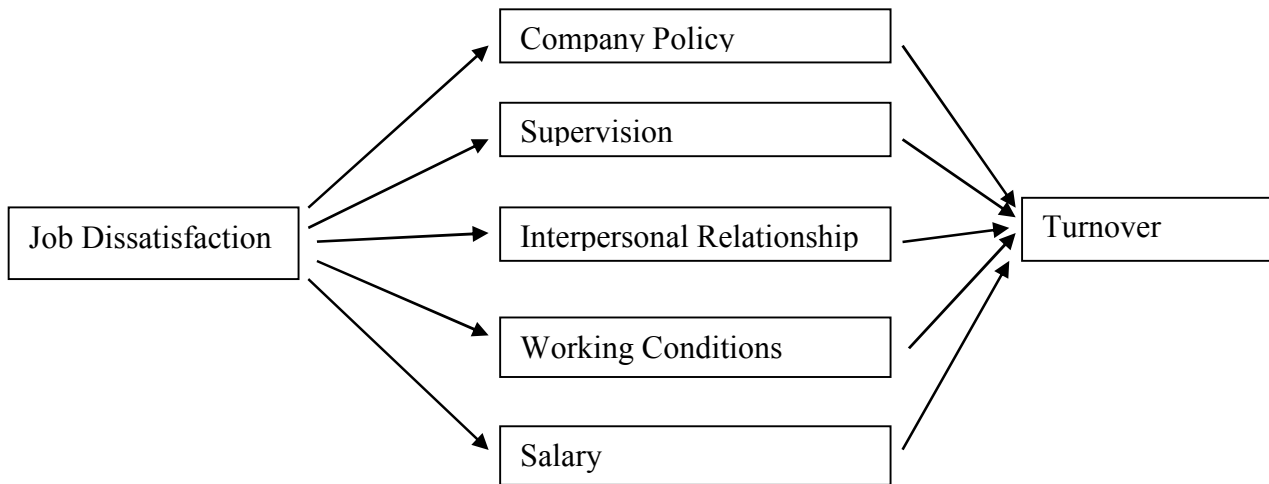 Company Policy
Supervision
Job Dissatisfaction
Interpersonal Relationship
Turnover
Working Conditions
Salary